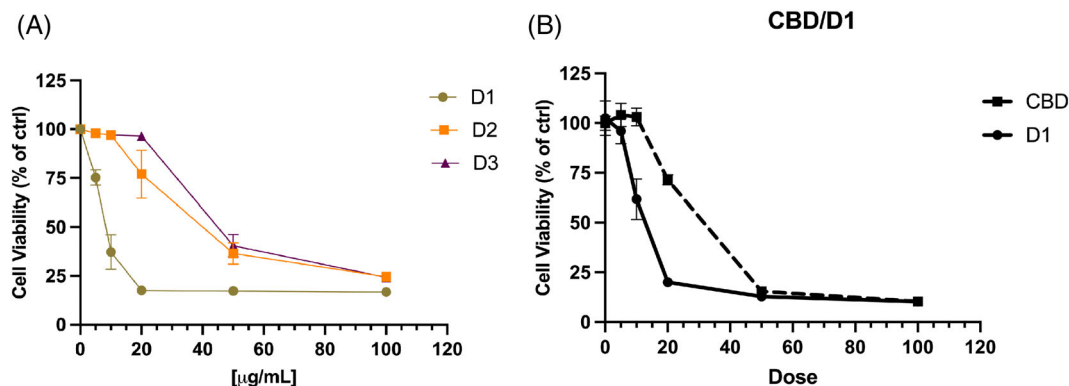 (A)
Cell Viability (% of ctrl)
125
100
75
50
25
0
0 20 40 60 80 100 120
[μg/mL]
D1
D2
D3
(B)
CBD/D1
Cell Viability (% of ctrl)
125
100
75
50
25
0
0 20 40 60 80 100 120
Dose
CBD
D1